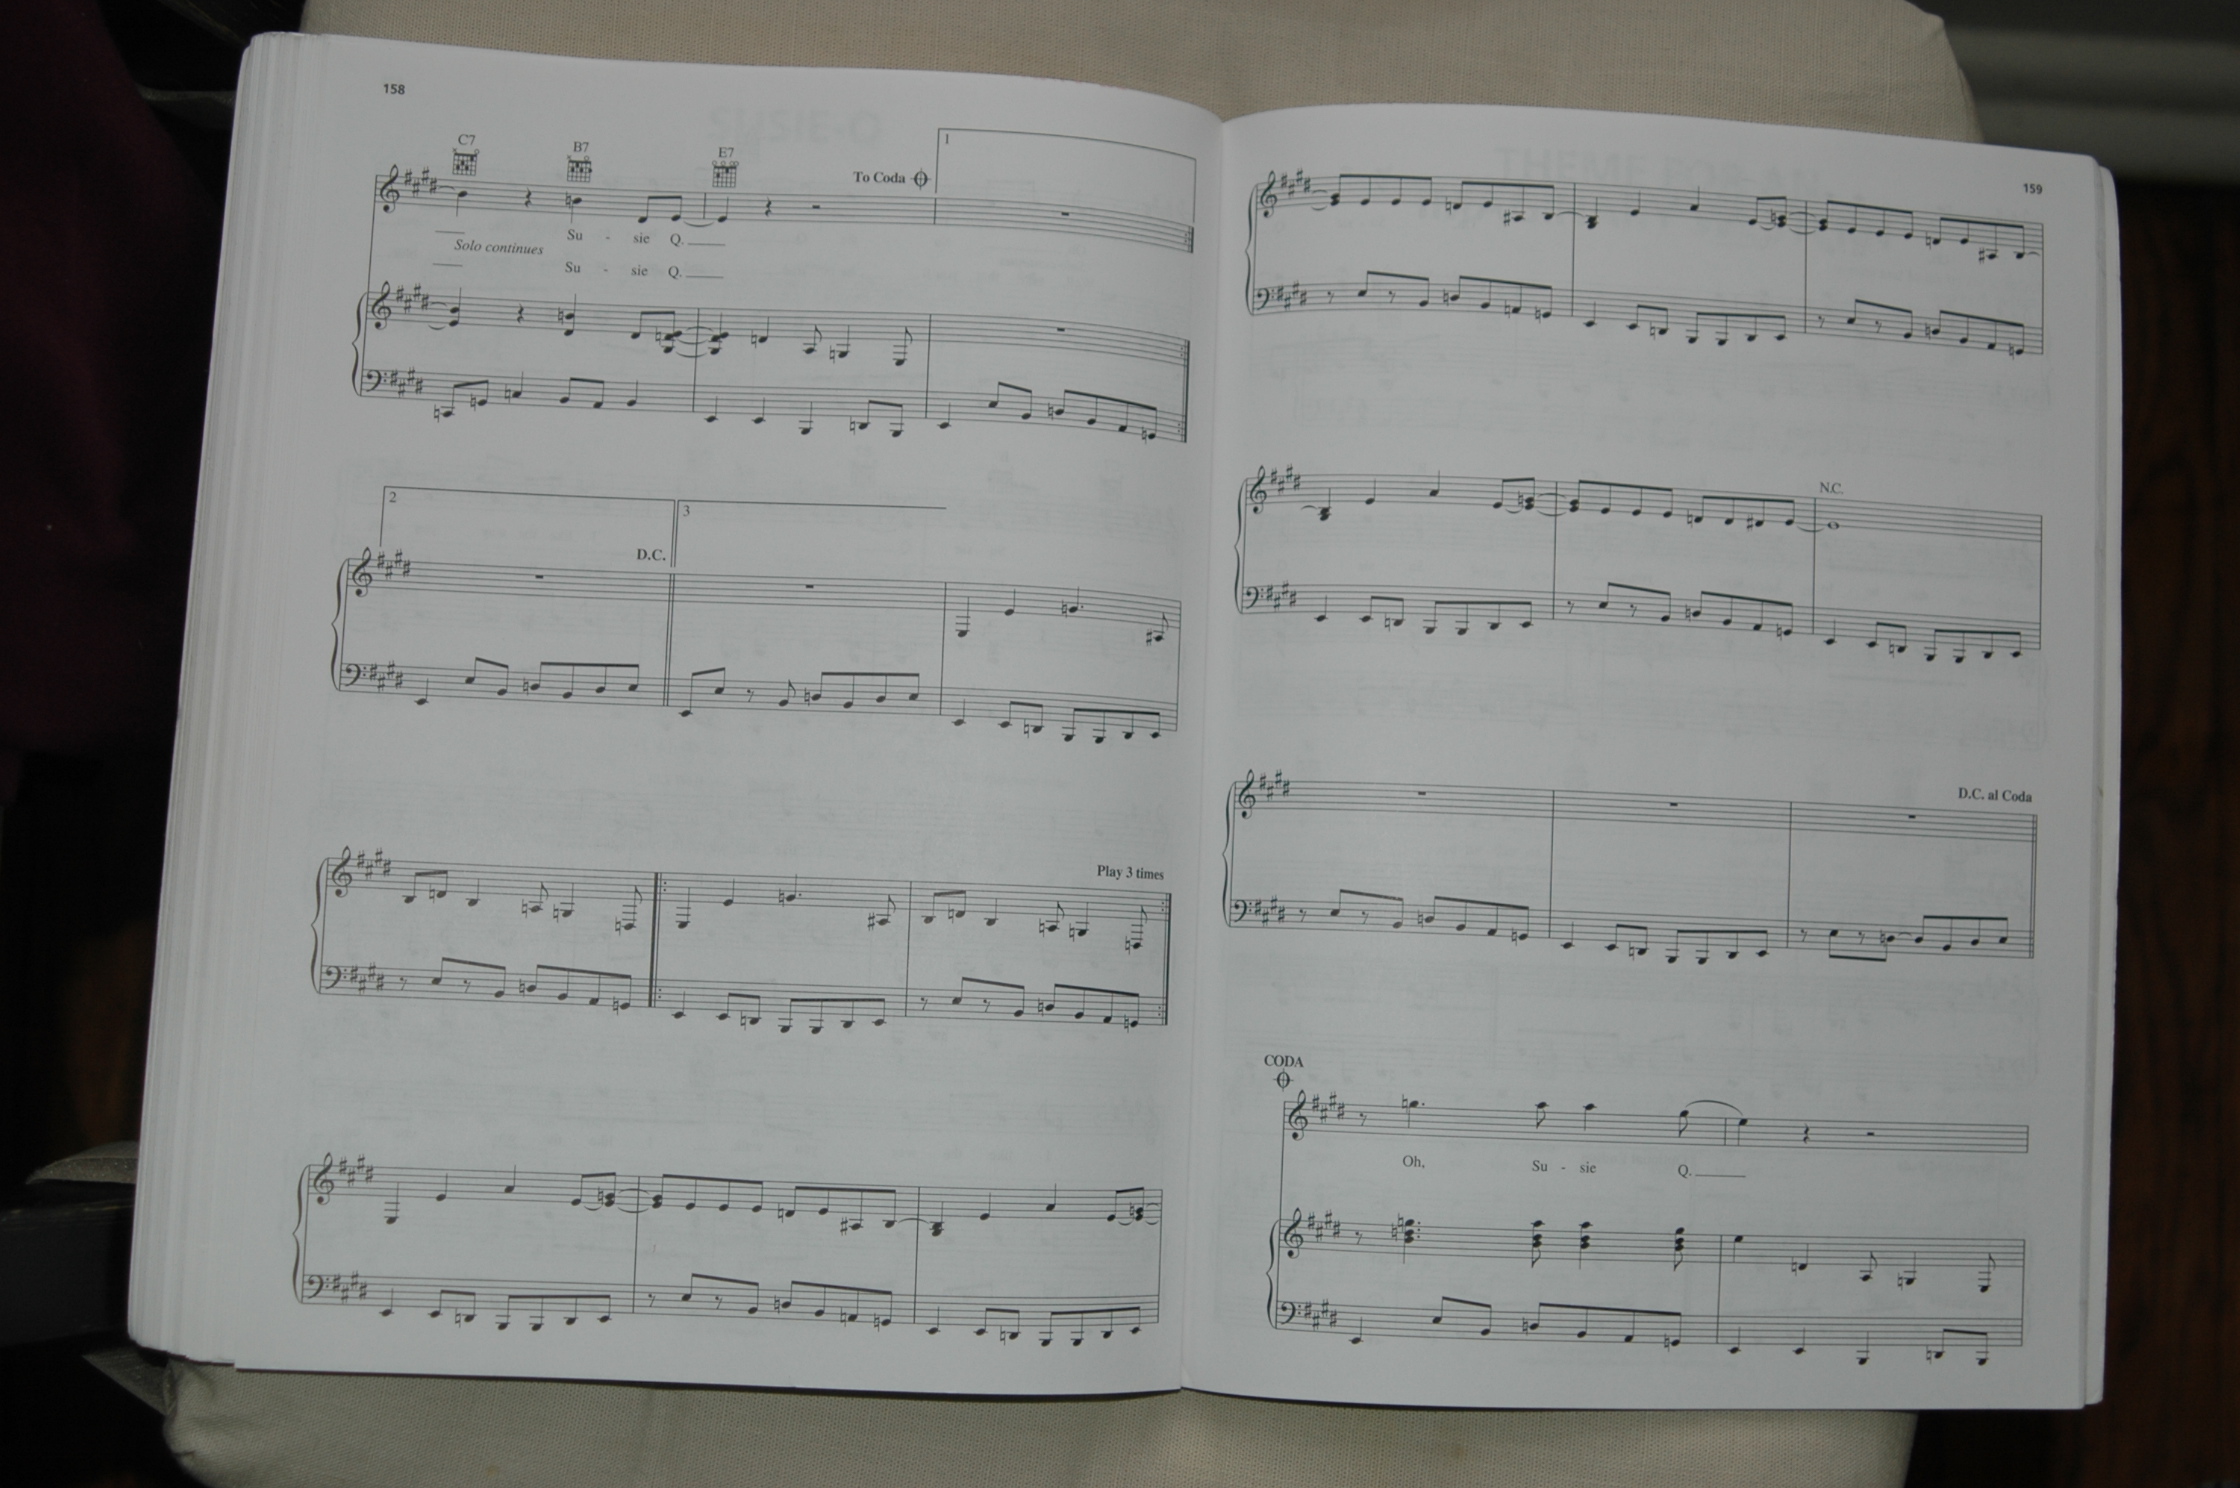 158
SUSIE-Q
C7 B7 E7
To Coda
1
Su - sie Q.
Solo continues
Su - sie Q.
2
3
D.C.
Play 3 times
159
N.C.
D.C. al Coda
CODA
Oh, Su - sie Q.